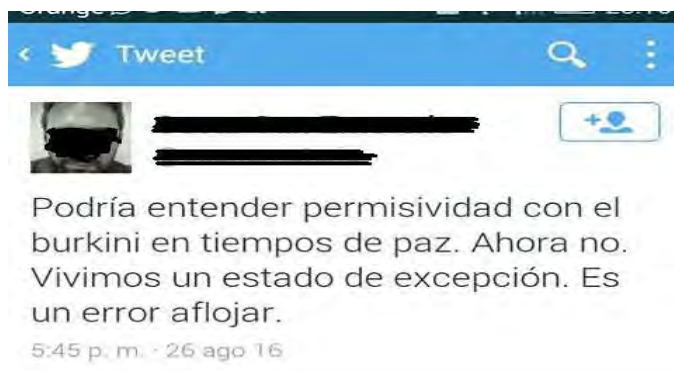 Tweet
Podría entender permisividad con el
burkini en tiempos de paz. Ahora no.
Vivimos un estado de excepción. Es
un error aflojar.
5:45 p. m. · 26 ago 16